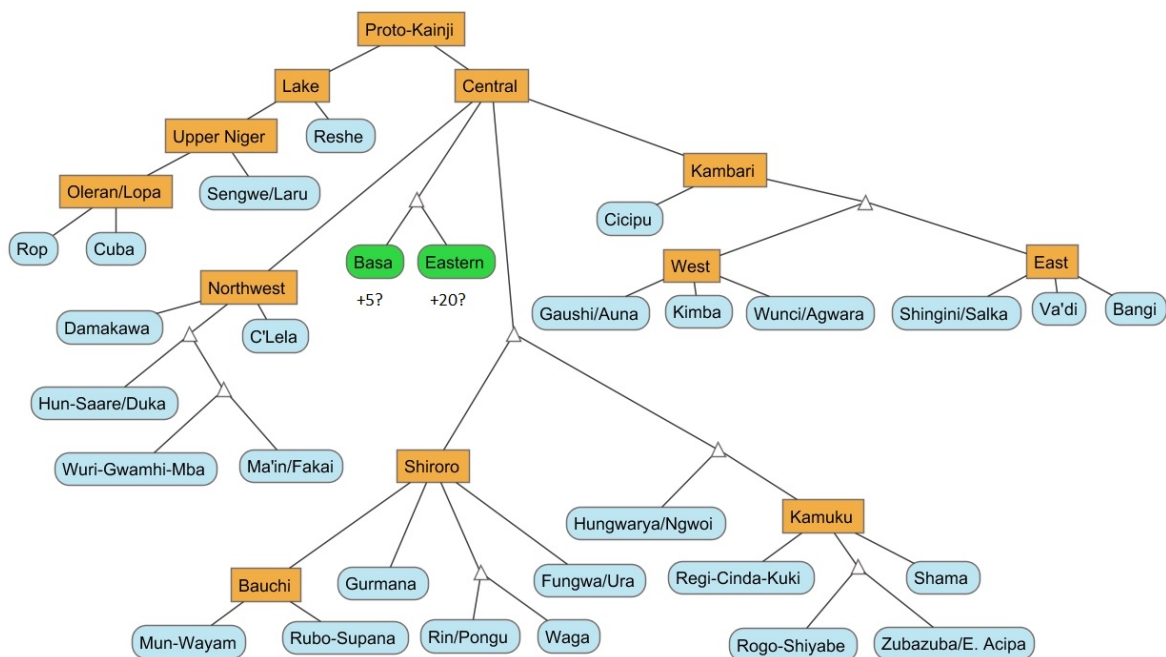 Proto-Kainji
Lake
Central
Upper Niger
Reshe
Kambari
Oleran/Lopa
Sengwe/Laru
Cicipu
Rop
Cuba
Basa
Eastern
West
East
Northwest
+5?
+20?
Gaushi/Auna
Kimba
Wunci/Agwara
Shingini/Salka
Va'di
Bangi
Damakawa
C'Lela
Hun-Saare/Duka
Wuri-Gwamhi-Mba
Ma'in/Fakai
Shiroro
Hungwarya/Ngwoi
Kamuku
Bauchi
Gurmana
Fungwa/Ura
Regi-Cinda-Kuki
Shama
Mun-Wayam
Rubo-Supana
Rin/Pongu
Waga
Rogo-Shiyabe
Zubazuba/E. Acipa